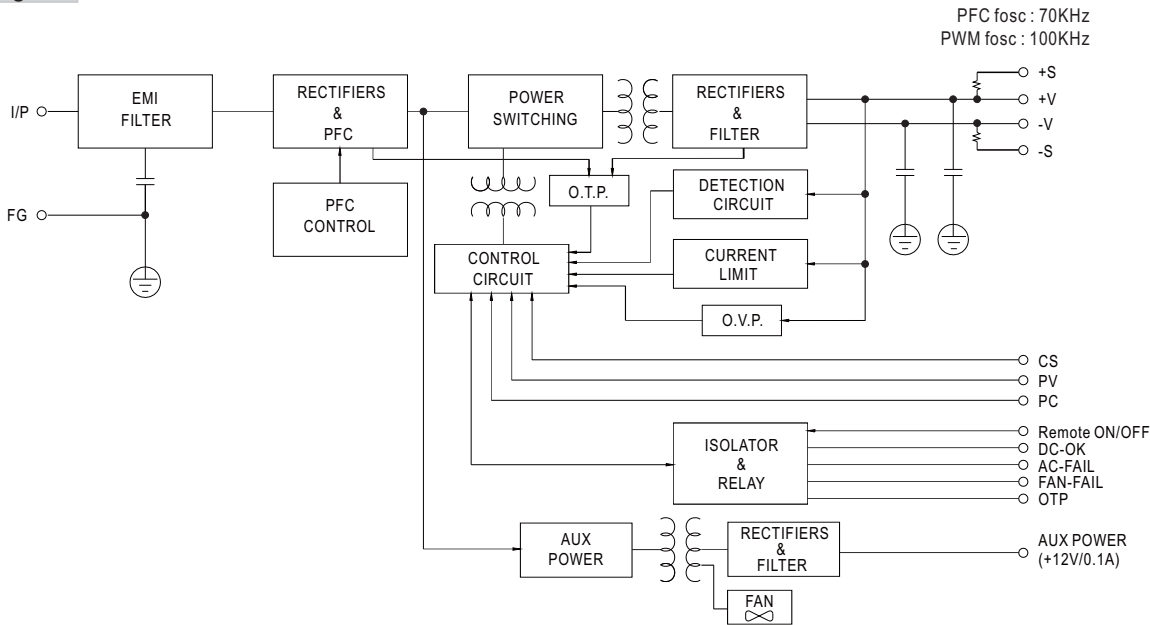 PFC fosc : 70KHz
PWM fosc : 100KHz
I/P
EMI
FILTER
RECTIFIERS
&
PFC
POWER
SWITCHING
RECTIFIERS
&
FILTER
+S
+V
-V
-S
FG
PFC
CONTROL
O.T.P.
DETECTION
CIRCUIT
CONTROL
CIRCUIT
CURRENT
LIMIT
O.V.P.
CS
PV
PC
ISOLATOR
&
RELAY
Remote ON/OFF
DC-OK
AC-FAIL
FAN-FAIL
OTP
AUX
POWER
RECTIFIERS
&
FILTER
AUX POWER
(+12V/0.1A)
FAN